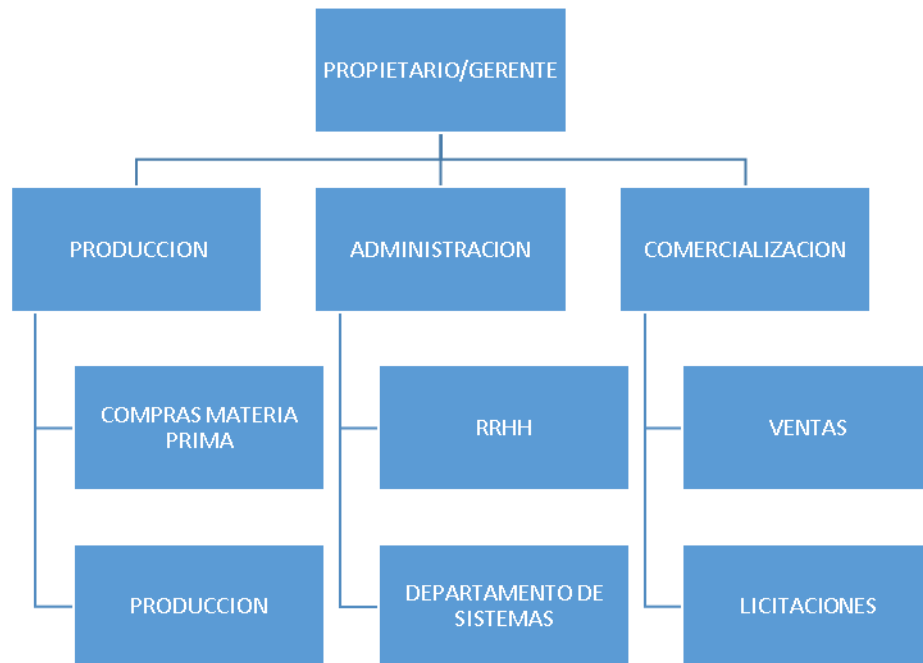 PROPIETARIO/GERENTE
PRODUCCION
ADMINISTRACION
COMERCIALIZACION
COMPRAS MATERIA
PRIMA
RRHH
VENTAS
PRODUCCION
DEPARTAMENTO DE
SISTEMAS
LICITACIONES